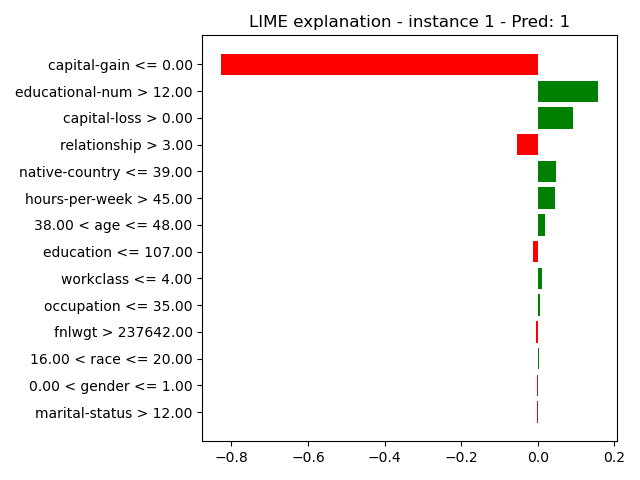 LIME explanation - instance 1 - Pred: 1
capital-gain <= 0.00
educational-num > 12.00
capital-loss > 0.00
relationship > 3.00
native-country <= 39.00
hours-per-week > 45.00
38.00 < age <= 48.00
education <= 107.00
workclass <= 4.00
occupation <= 35.00
fnlwgt > 237642.00
16.00 < race <= 20.00
0.00 < gender <= 1.00
marital-status > 12.00
−0.8 −0.6 −0.4 −0.2 0.0 0.2